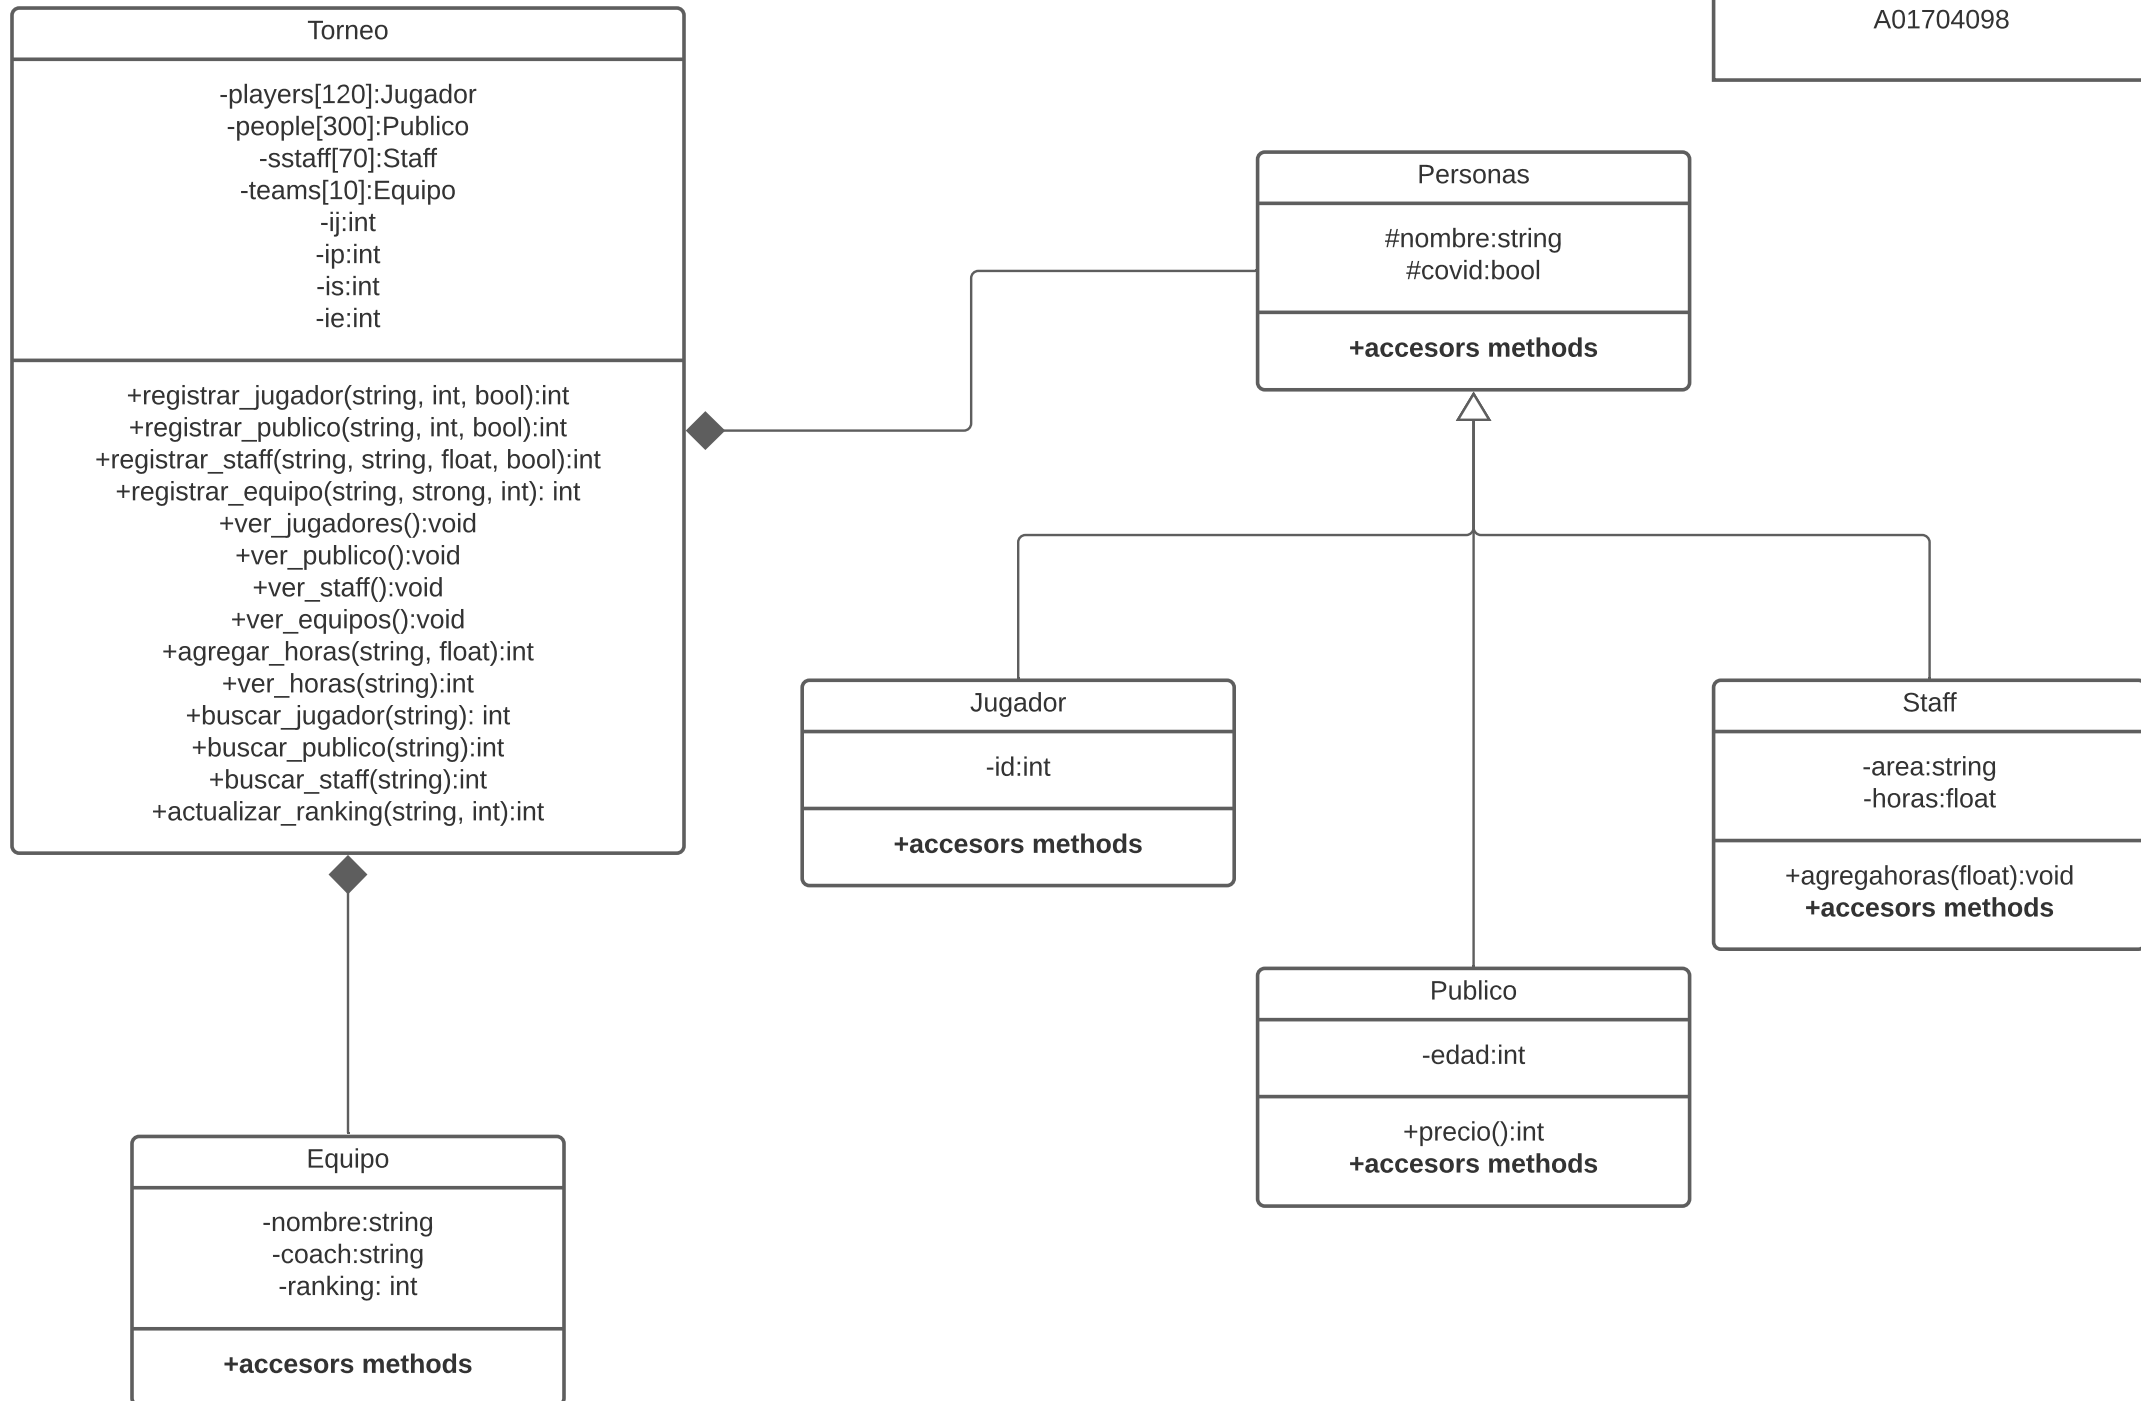 Torneo
-players[120]:Jugador
-people[300]:Publico
-sstaff[70]:Staff
-teams[10]:Equipo
-ij:int
-ip:int
-is:int
-ie:int
+registrar_jugador(string, int, bool):int
+registrar_publico(string, int, bool):int
+registrar_staff(string, string, float, bool):int
+registrar_equipo(string, strong, int): int
+ver_jugadores():void
+ver_publico():void
+ver_staff():void
+ver_equipos():void
+agregar_horas(string, float):int
+ver_horas(string):int
+buscar_jugador(string): int
+buscar_publico(string):int
+buscar_staff(string):int
+actualizar_ranking(string, int):int
A01704098
Personas
#nombre:string
#covid:bool
+accesors methods
Jugador
-id:int
+accesors methods
Staff
-area:string
-horas:float
+agregahoras(float):void
+accesors methods
Publico
-edad:int
+precio():int
+accesors methods
Equipo
-nombre:string
-coach:string
-ranking: int
+accesors methods